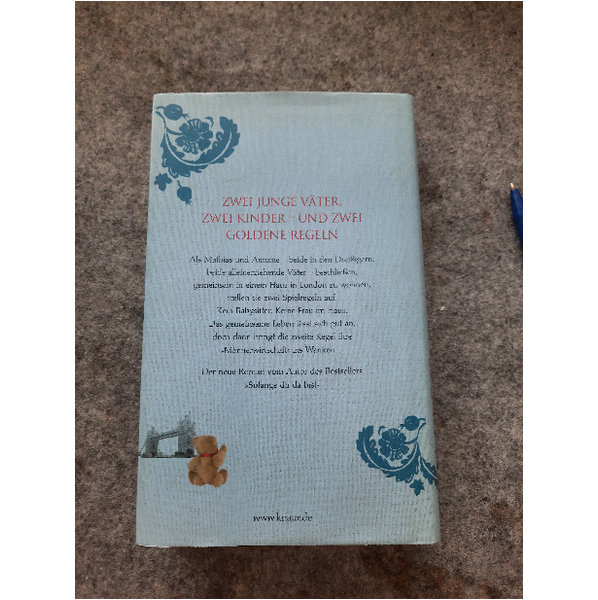 ZWEI JUNGE VÄTER,
ZWEI KINDER – UND ZWEI
GOLDENE REGELN
Als Mathias und Antoine – beide in den Dreißigern,
beide alleinerziehende Väter – beschließen,
gemeinsam in einem Haus in London zu wohnen,
stellen sie zwei Spielregeln auf:
Kein Babysitter. Keine Frau im Haus.
Das gemeinsame Leben lässt sich gut an,
doch dann bringt die zweite Regel ihre
»Männerwirtschaft« ins Wanken ...
Der neue Roman vom Autor des Bestsellers
»Solange du da bist«
www.knaur.de